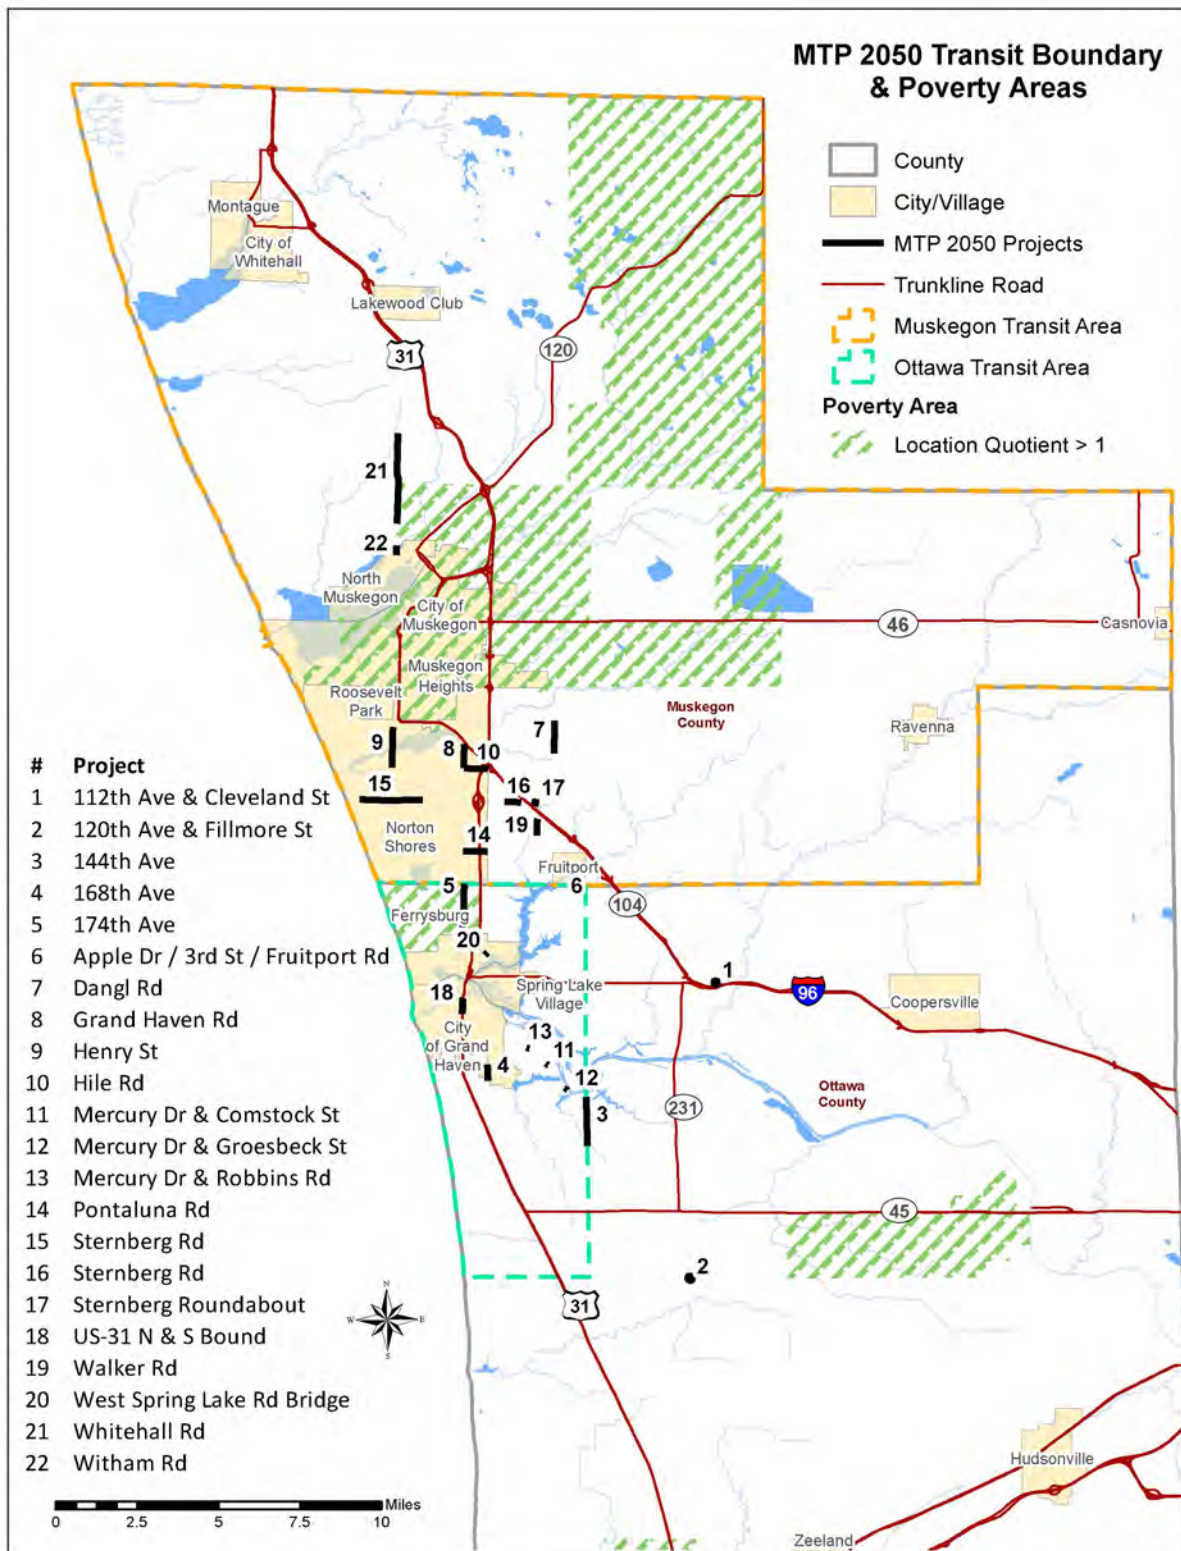 MTP 2050 Transit Boundary
& Poverty Areas
County
City/Village
MTP 2050 Projects
Trunkline Road
Muskegon Transit Area
Ottawa Transit Area
Poverty Area
Location Quotient > 1
Montague
City of
Whitehall
Lakewood Club
31
120
21
22
North
Muskegon
City of
Muskegon
46
Casnovia
Muskegon
Heights
Roosevelt
Park
Muskegon
County
Ravenna
7
9
8
10
15
16
17
19
14
Norton
Shores
Fruitport
5
6
104
Ferrysburg
20
1
96
Spring Lake
Village
Coopersville
18
City
of Grand
Haven
13
11
4
12
3
231
Ottawa
County
45
2
31
Hudsonville
Zeeland
# Project
1 112th Ave & Cleveland St
2 120th Ave & Fillmore St
3 144th Ave
4 168th Ave
5 174th Ave
6 Apple Dr / 3rd St / Fruitport Rd
7 Dangl Rd
8 Grand Haven Rd
9 Henry St
10 Hile Rd
11 Mercury Dr & Comstock St
12 Mercury Dr & Groesbeck St
13 Mercury Dr & Robbins Rd
14 Pontaluna Rd
15 Sternberg Rd
16 Sternberg Rd
17 Sternberg Roundabout
18 US-31 N & S Bound
19 Walker Rd
20 West Spring Lake Rd Bridge
21 Whitehall Rd
22 Witham Rd
N
W E
S
Miles
0 2.5 5 7.5 10